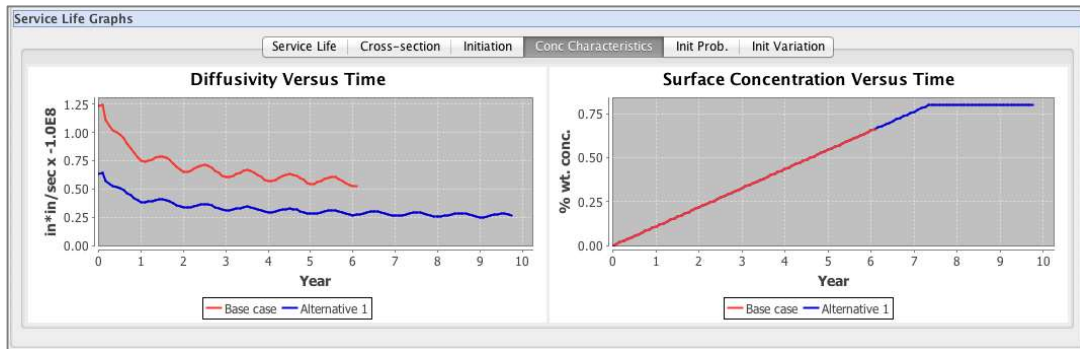 Service Life Graphs
Service Life Cross-section Initiation Conc Characteristics Init Prob. Init Variation
Diffusivity Versus Time
in*in/sec x -1.0E8
1.25
1.00
0.75
0.50
0.25
0.00
0 1 2 3 4 5 6 7 8 9 10
Year
Base case Alternative 1
Surface Concentration Versus Time
% wt. conc.
0.75
0.50
0.25
0.00
0 1 2 3 4 5 6 7 8 9 10
Year
Base case Alternative 1